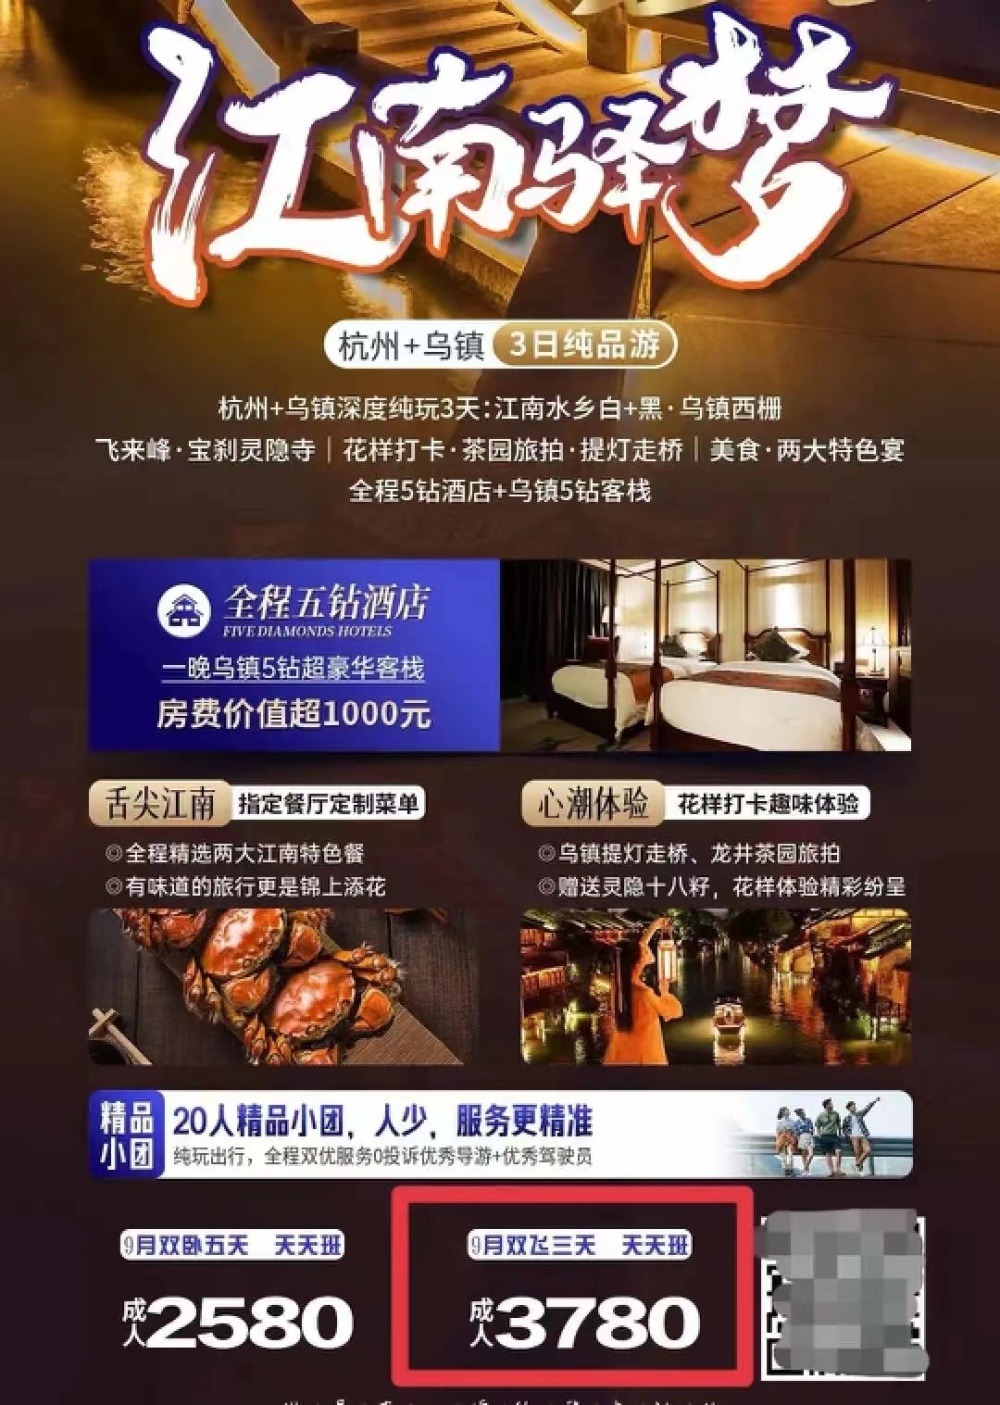 江南驿梦
杭州+乌镇 3日纯品游
杭州+乌镇深度纯玩3天:江南水乡白+黑·乌镇西栅
飞来峰·宝刹灵隐寺｜花样打卡·茶园旅拍·提灯走桥｜美食·两大特色宴
全程5钻酒店+乌镇5钻客栈
全程五钻酒店
FIVE DIAMONDS HOTELS
一晚乌镇5钻超豪华客栈
房费价值超1000元
舌尖江南 指定餐厅定制菜单
◎全程精选两大江南特色餐
◎有味道的旅行更是锦上添花
心潮体验 花样打卡趣味体验
◎乌镇提灯走桥、龙井茶园旅拍
◎赠送灵隐十八籽，花样体验精彩纷呈
精品
小团
20人精品小团，人少，服务更精准
纯玩出行，全程双优服务0投诉优秀导游+优秀驾驶员
9月双卧五天 天天班
成人2580
9月双飞三天 天天班
成人3780